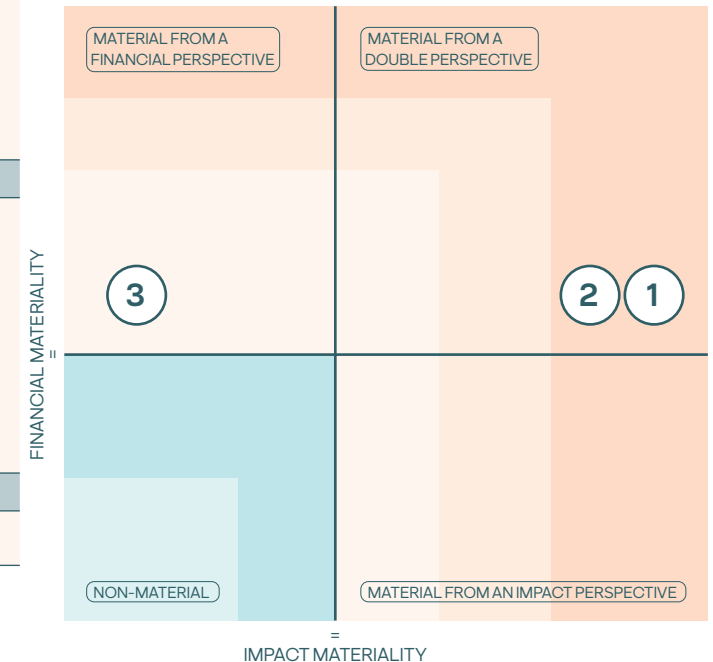 MATERIAL FROM A
FINANCIAL PERSPECTIVE
MATERIAL FROM A
DOUBLE PERSPECTIVE
FINANCIAL MATERIALITY
=
3
2
1
NON-MATERIAL
MATERIAL FROM AN IMPACT PERSPECTIVE
=
IMPACT MATERIALITY